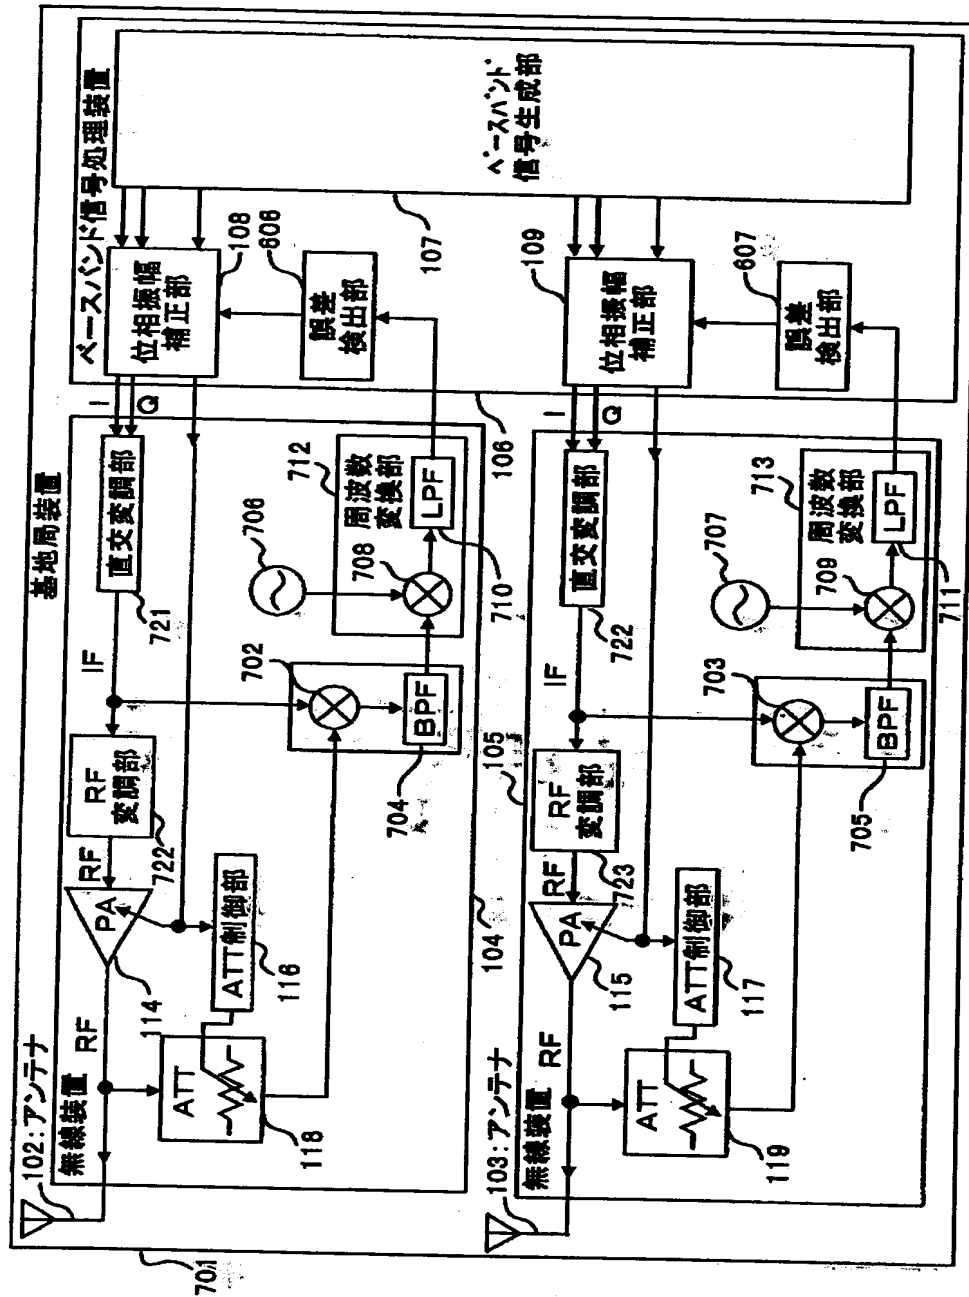 701
基地局装置
102:アンテナ
無線装置
RF
114
PA
RF
RF
変調部
722
IF
直交変調部
721
I
Q
ATT
118
ATT制御部
116
104
702
BPF
704
706
712
周波数
変換部
708
LPF
710
106
ベースバンド信号処理装置
位相振幅
補正部
108
誤差
検出部
606
107
ベースバンド
信号生成部
103:アンテナ
無線装置
RF
115
PA
RF
RF
変調部
723
IF
直交変調部
722
I
Q
ATT
119
ATT制御部
117
105
703
BPF
705
707
713
周波数
変換部
709
LPF
711
位相振幅
補正部
109
誤差
検出部
607